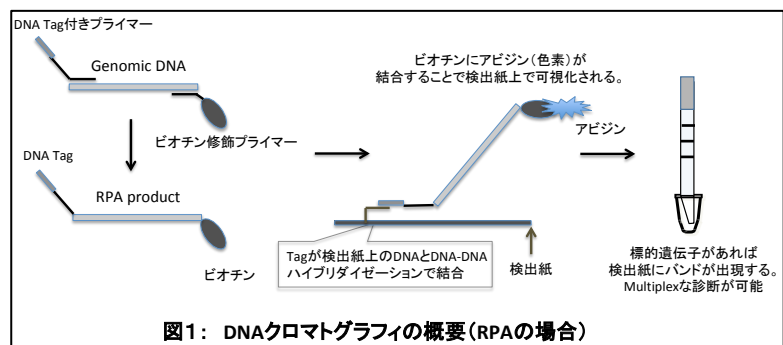 DNA Tag付きプライマー
Genomic DNA
ビオチン修飾プライマー
DNA Tag
RPA product
ビオチン
ビオチンにアビジン(色素)が
結合することで検出紙上で可視化される。
アビジン
Tagが検出紙上のDNAとDNA-DNA
ハイブリダイゼーションで結合
検出紙
標的遺伝子があれば
検出紙にバンドが出現する。
Multiplexな診断が可能
図1: DNAクロマトグラフィの概要(RPAの場合)